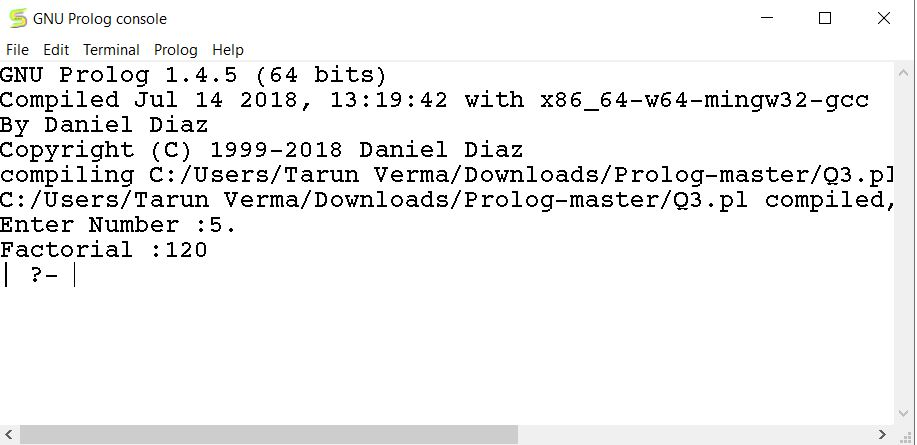 GNU Prolog console
File Edit Terminal Prolog Help
GNU Prolog 1.4.5 (64 bits)
Compiled Jul 14 2018, 13:19:42 with x86_64-w64-mingw32-gcc
By Daniel Diaz
Copyright (C) 1999-2018 Daniel Diaz
compiling C:/Users/Tarun Verma/Downloads/Prolog-master/Q3.pl
C:/Users/Tarun Verma/Downloads/Prolog-master/Q3.pl compiled,
Enter Number :5.
Factorial :120
| ?-